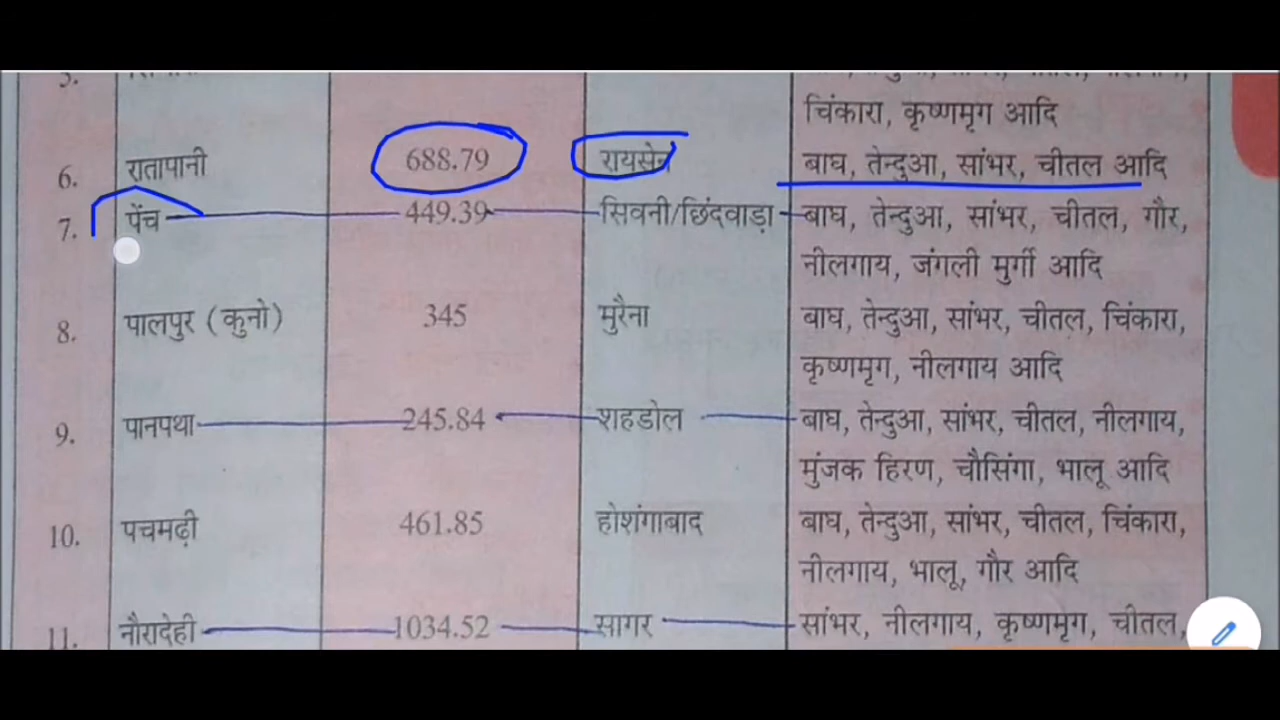 5.
चिंकारा, कृष्णमृग आदि
6. रातापानी 688.79 रायसेन बाघ, तेन्दुआ, सांभर, चीतल आदि
7. पेंच 449.39 सिवनी/छिंदवाड़ा बाघ, तेन्दुआ, सांभर, चीतल, गौर,
नीलगाय, जंगली मुर्गी आदि
8. पालपुर (कुनो) 345 मुरैना बाघ, तेन्दुआ, सांभर, चीतल, चिंकारा,
कृष्णमृग, नीलगाय आदि
9. पानपथा 245.84 शहडोल बाघ, तेन्दुआ, सांभर, चीतल, नीलगाय,
मुंजक हिरण, चौसिंगा, भालू आदि
10. पचमढ़ी 461.85 होशंगाबाद बाघ, तेन्दुआ, सांभर, चीतल, चिंकारा,
नीलगाय, भालू, गौर आदि
11. नौरादेही 1034.52 सागर सांभर, नीलगाय, कृष्णमृग, चीतल,